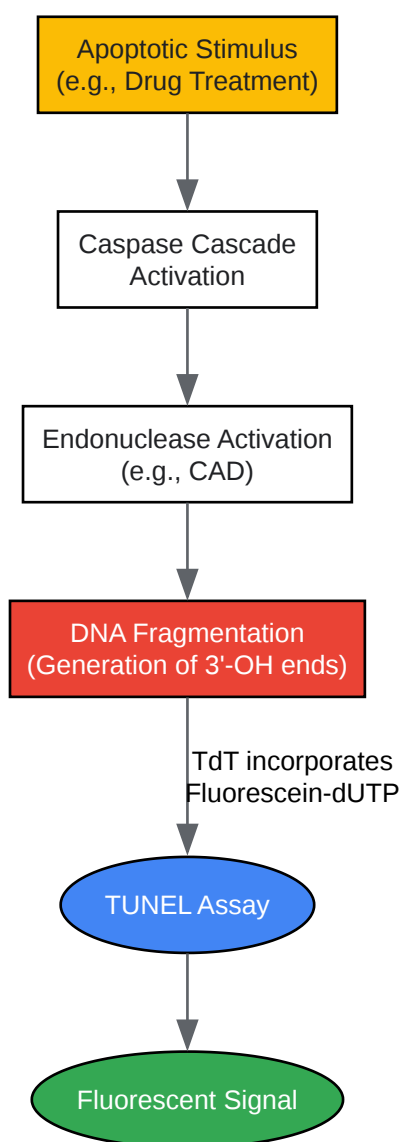 Apoptotic Stimulus
(e.g., Drug Treatment)
Caspase Cascade
Activation
Endonuclease Activation
(e.g., CAD)
DNA Fragmentation
(Generation of 3'-OH ends)
TdT incorporates
Fluorescein-dUTP
TUNEL Assay
Fluorescent Signal